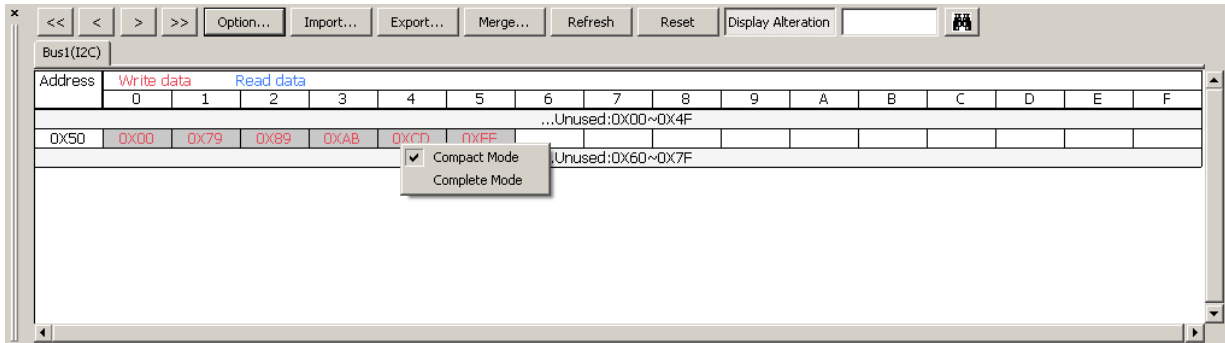 << < > >> Option... Import... Export... Merge... Refresh Reset Display Alteration
Bus1(I2C)
Address Write data Read data
0 1 2 3 4 5 6 7 8 9 A B C D E F
...Unused:0X00~0X4F
0X50 0X00 0X79 0X89 0XAB 0XCD
Compact Mode
.Unused:0X60~0X7F
Complete Mode